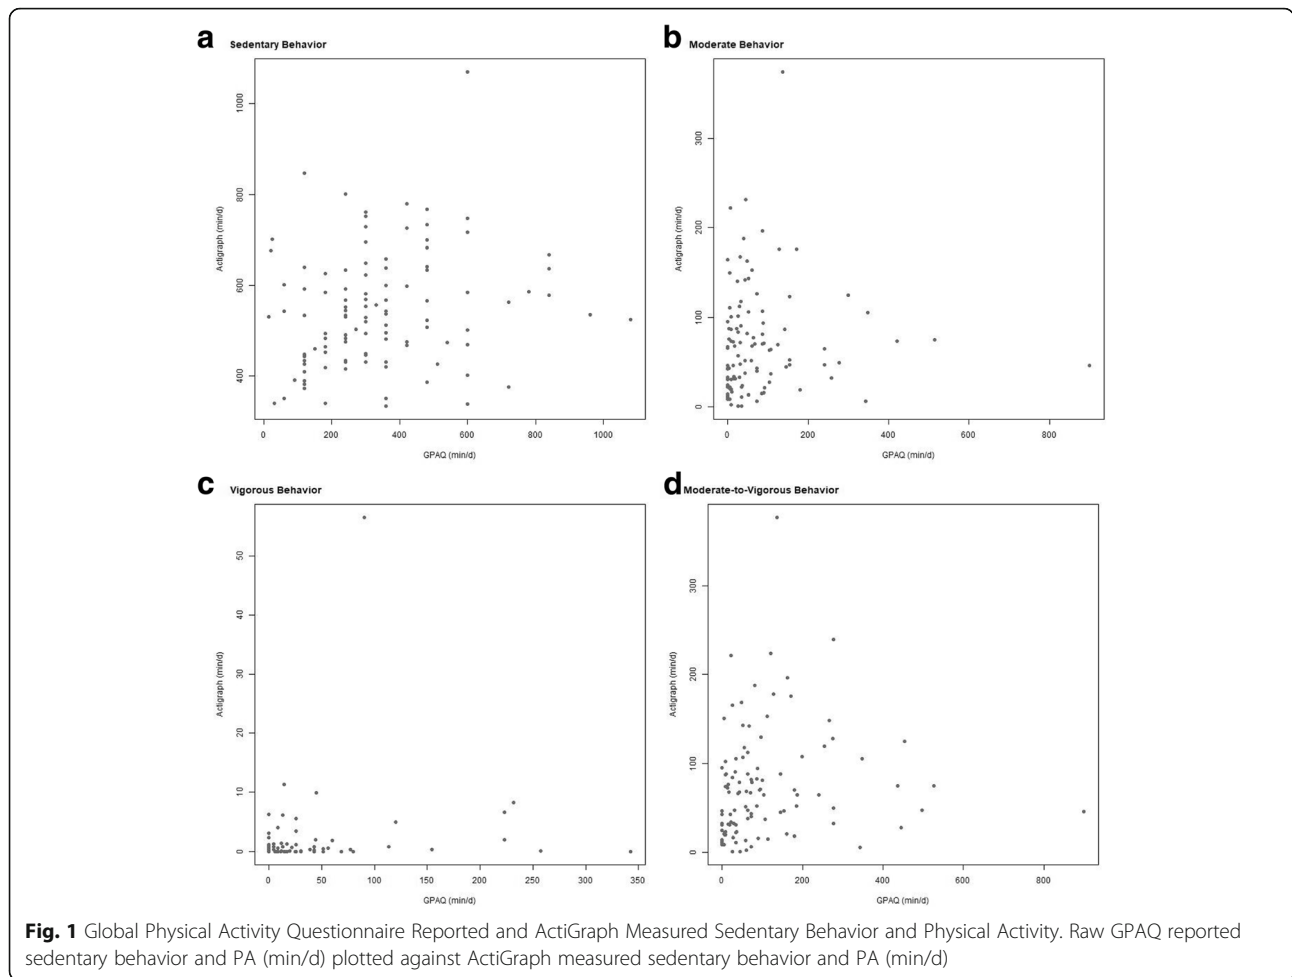 a Sedentary Behavior
1000
800
600
400
Actigraph (min/d)
0 200 400 600 800 1000
GPAQ (min/d)
b Moderate Behavior
300
200
100
0
Actigraph (min/d)
0 200 400 600 800
GPAQ (min/d)
c Vigorous Behavior
50
40
30
20
10
0
Actigraph (min/d)
0 50 100 150 200 250 300 350
GPAQ (min/d)
d Moderate-to-Vigorous Behavior
300
200
100
0
Actigraph (min/d)
0 200 400 600 800
GPAQ (min/d)
Fig. 1 Global Physical Activity Questionnaire Reported and ActiGraph Measured Sedentary Behavior and Physical Activity. Raw GPAQ reported
sedentary behavior and PA (min/d) plotted against ActiGraph measured sedentary behavior and PA (min/d)